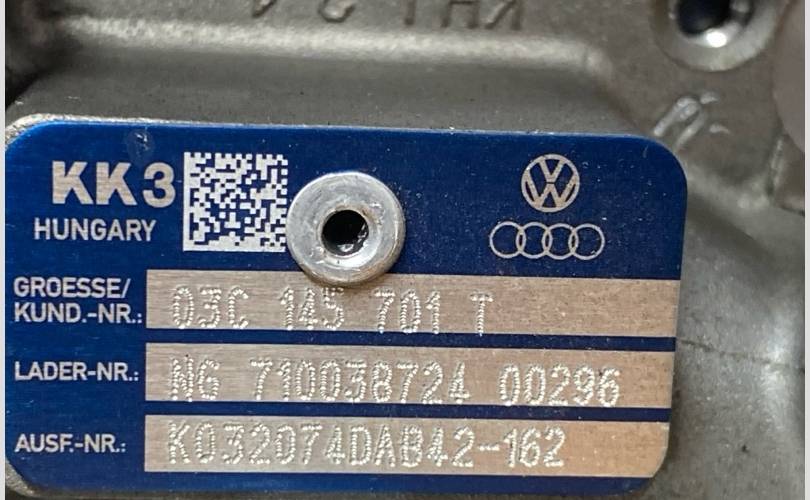 KK3
HUNGARY
GROESSE/
KUND.-NR.: 03C 145 701 T
LADER-NR.: NG 710038724 00296
AUSF.-NR.: K032074DAB42-162